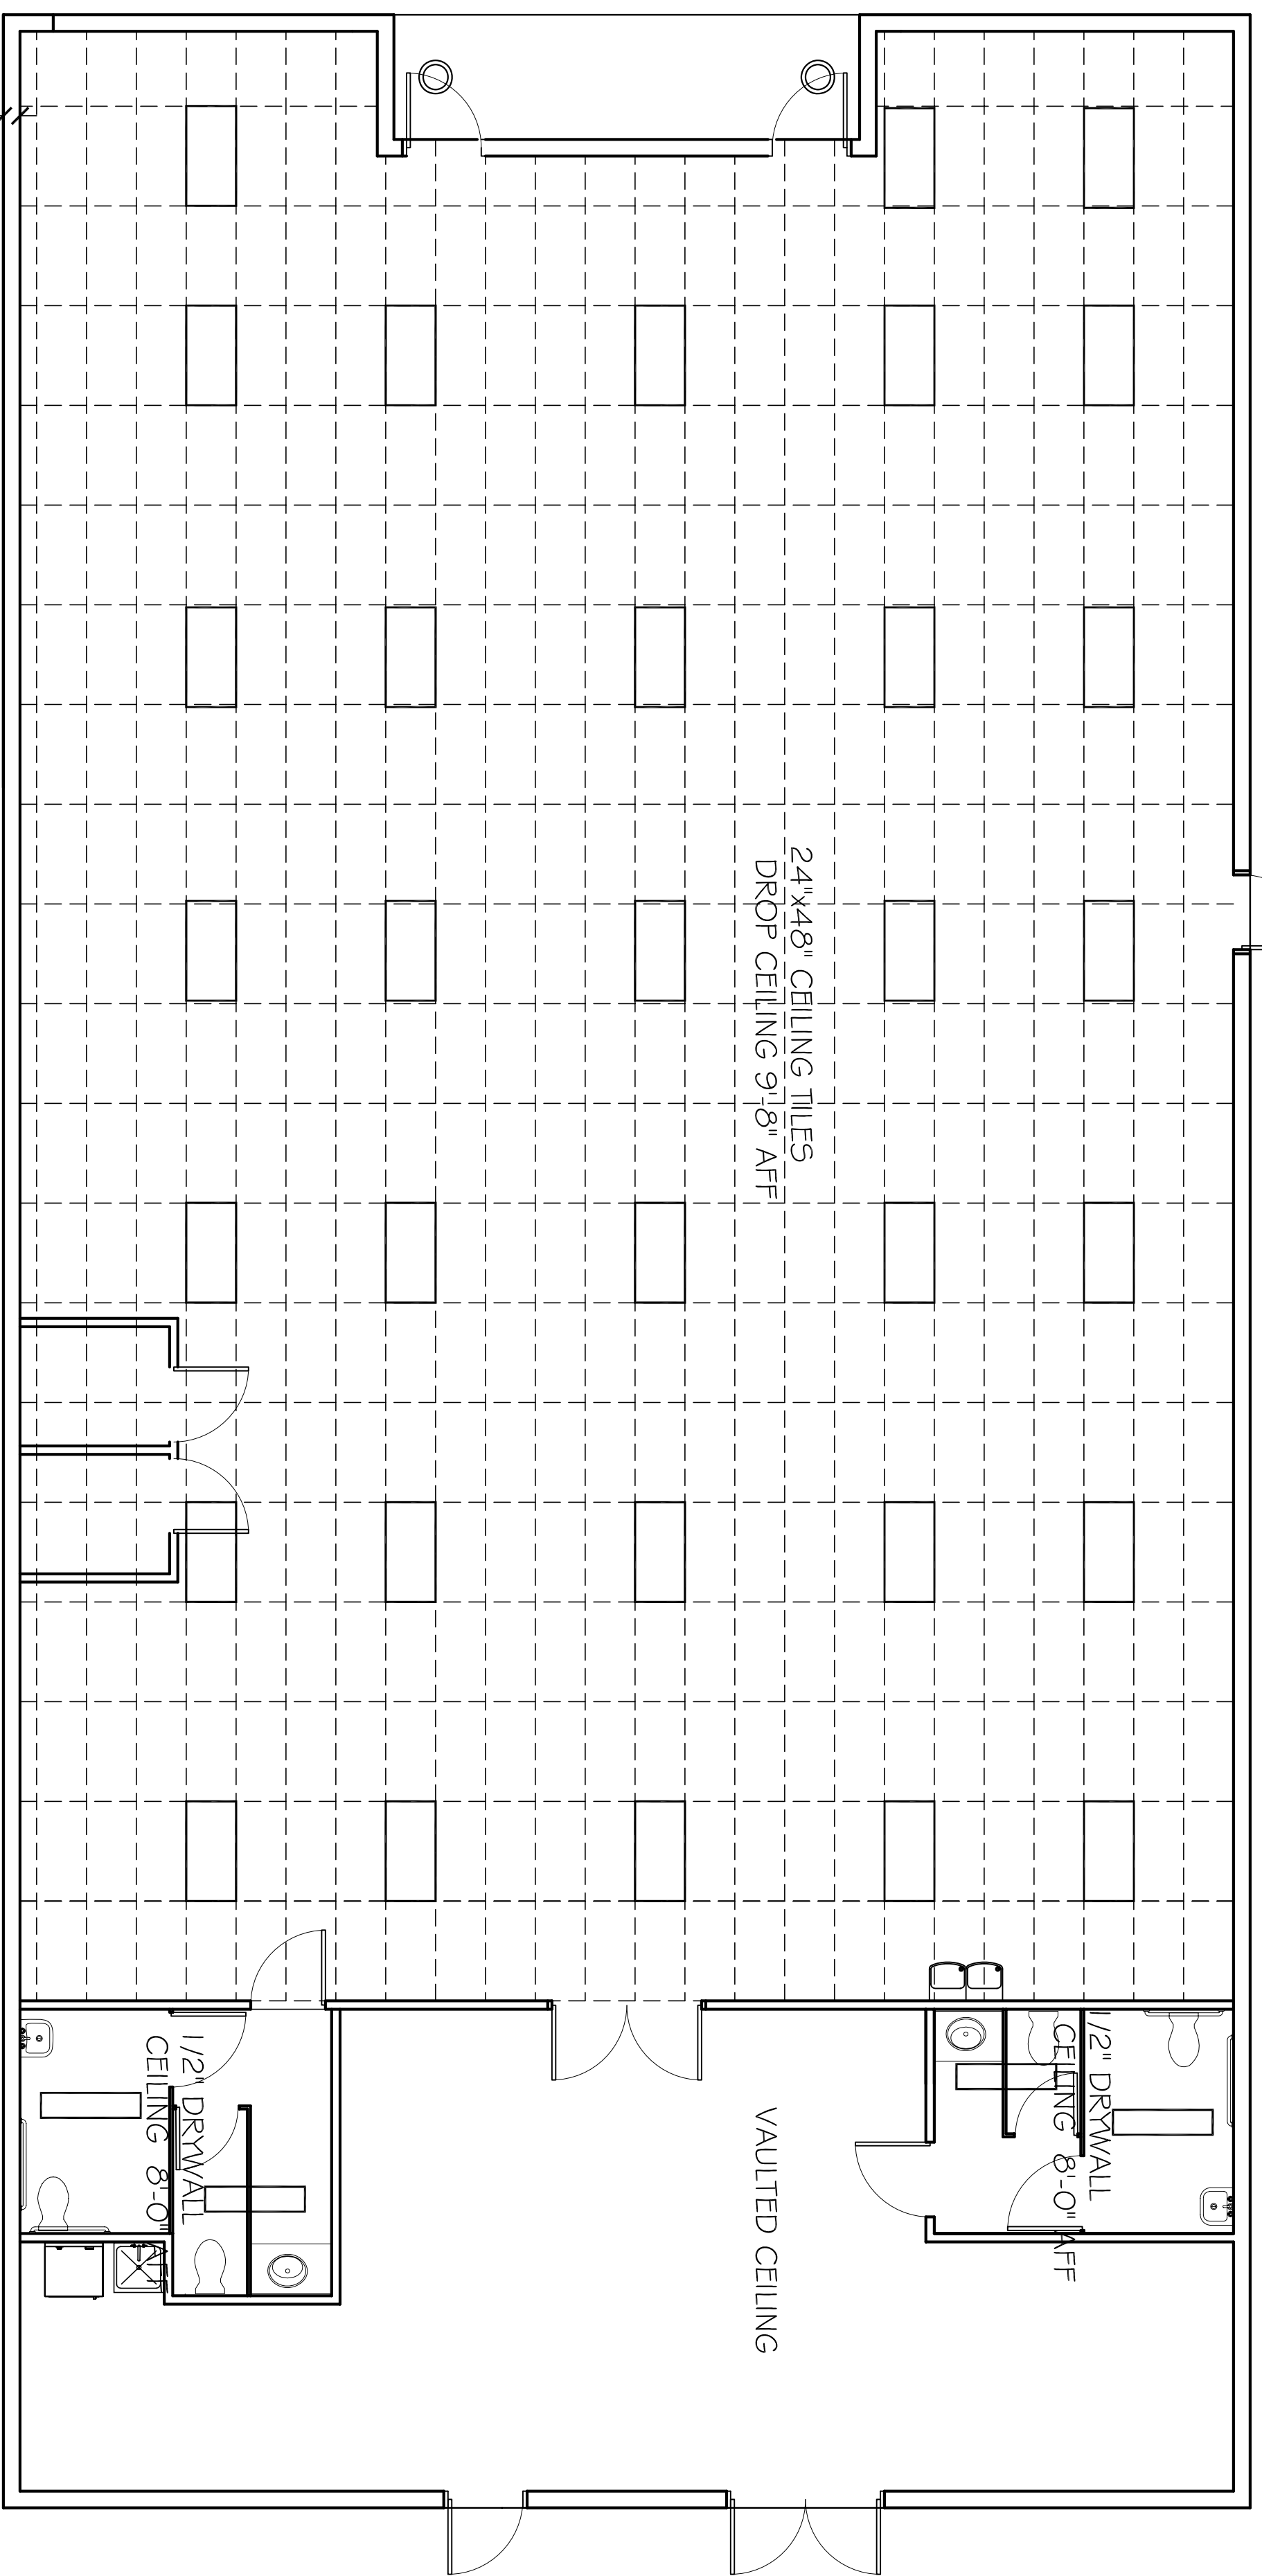 24"x48" CEILING TILES
DROP CEILING 9'-8" AFF
1/2" DRYWALL
CEILING 8'-0" AFF
1/2" DRYWALL
CEILING 8'-0" AFF
VAULTED CEILING